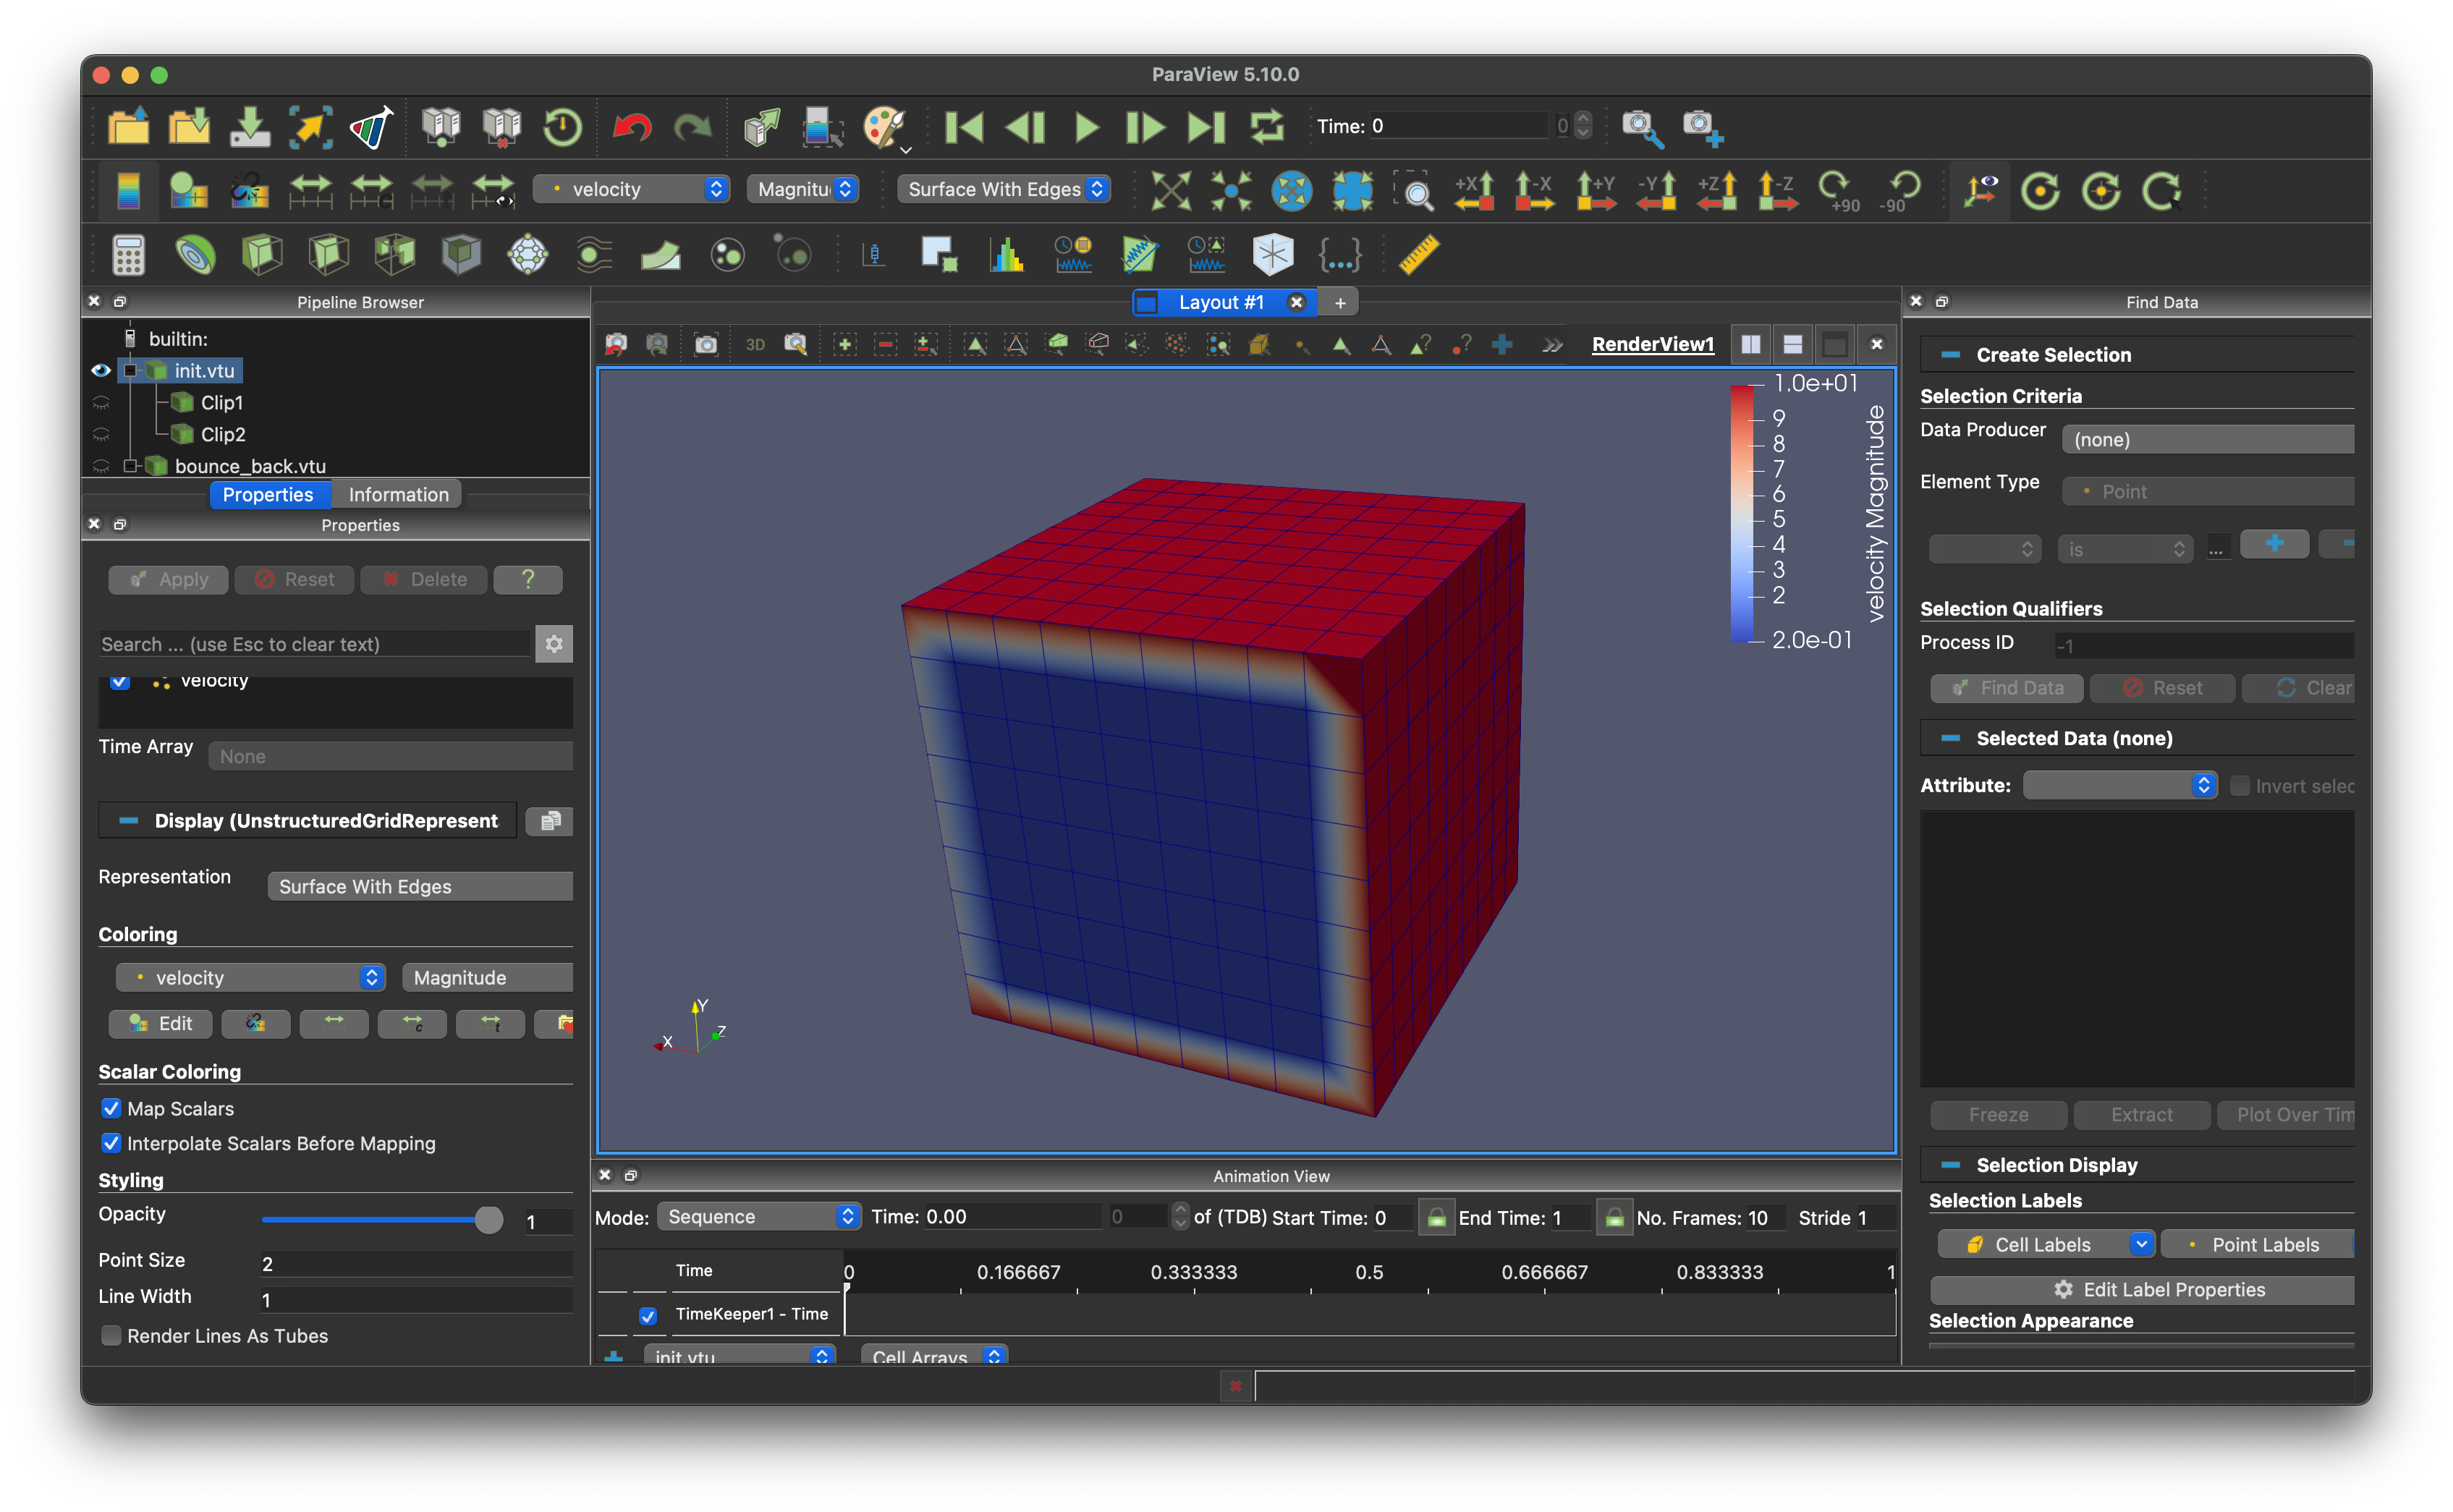 ParaView 5.10.0
Time: 0
0
velocity
Magnitu
Surface With Edges
+X
-X
+Y
-Y
+Z
-Z
+90
-90
Pipeline Browser
builtin:
init.vtu
Clip1
Clip2
bounce_back.vtu
Properties
Information
Properties
Apply
Reset
Delete
?
Search ... (use Esc to clear text)
velocity
Time Array
None
Display (UnstructuredGridRepresent
Representation
Surface With Edges
Coloring
velocity
Magnitude
Edit
c
t
Scalar Coloring
Map Scalars
Interpolate Scalars Before Mapping
Styling
Opacity
1
Point Size
2
Line Width
1
Render Lines As Tubes
Layout #1
+
3D
RenderView1
1.0e+01
9
8
7
6
5
4
3
2
2.0e-01
velocity Magnitude
Y
Z
X
Animation View
Mode:
Sequence
Time: 0.00
0
of (TDB)
Start Time: 0
End Time: 1
No. Frames: 10
Stride 1
Time
0
0.166667
0.333333
0.5
0.666667
0.833333
1
TimeKeeper1 - Time
init.vtu
Cell Arrays
Find Data
Create Selection
Selection Criteria
Data Producer
(none)
Element Type
Point
is
...
Selection Qualifiers
Process ID
-1
Find Data
Reset
Clear
Selected Data (none)
Attribute:
Invert selec
Freeze
Extract
Plot Over Tim
Selection Display
Selection Labels
Cell Labels
Point Labels
Edit Label Properties
Selection Appearance